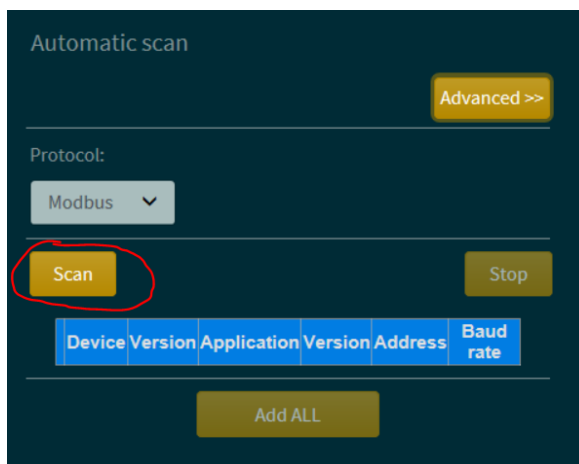 Automatic scan
Advanced >>
Protocol:
Modbus
Scan
Stop
Device Version Application Version Address Baud rate
Add ALL